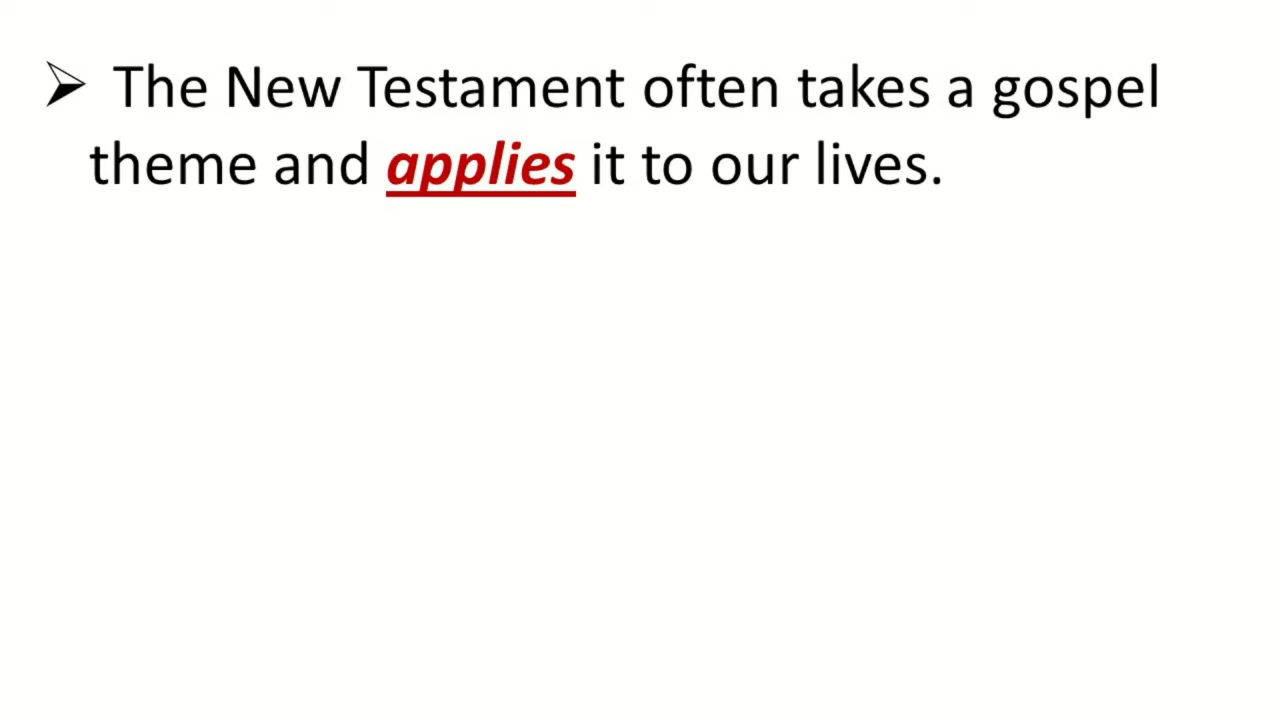 ➢ The New Testament often takes a gospel
theme and applies it to our lives.